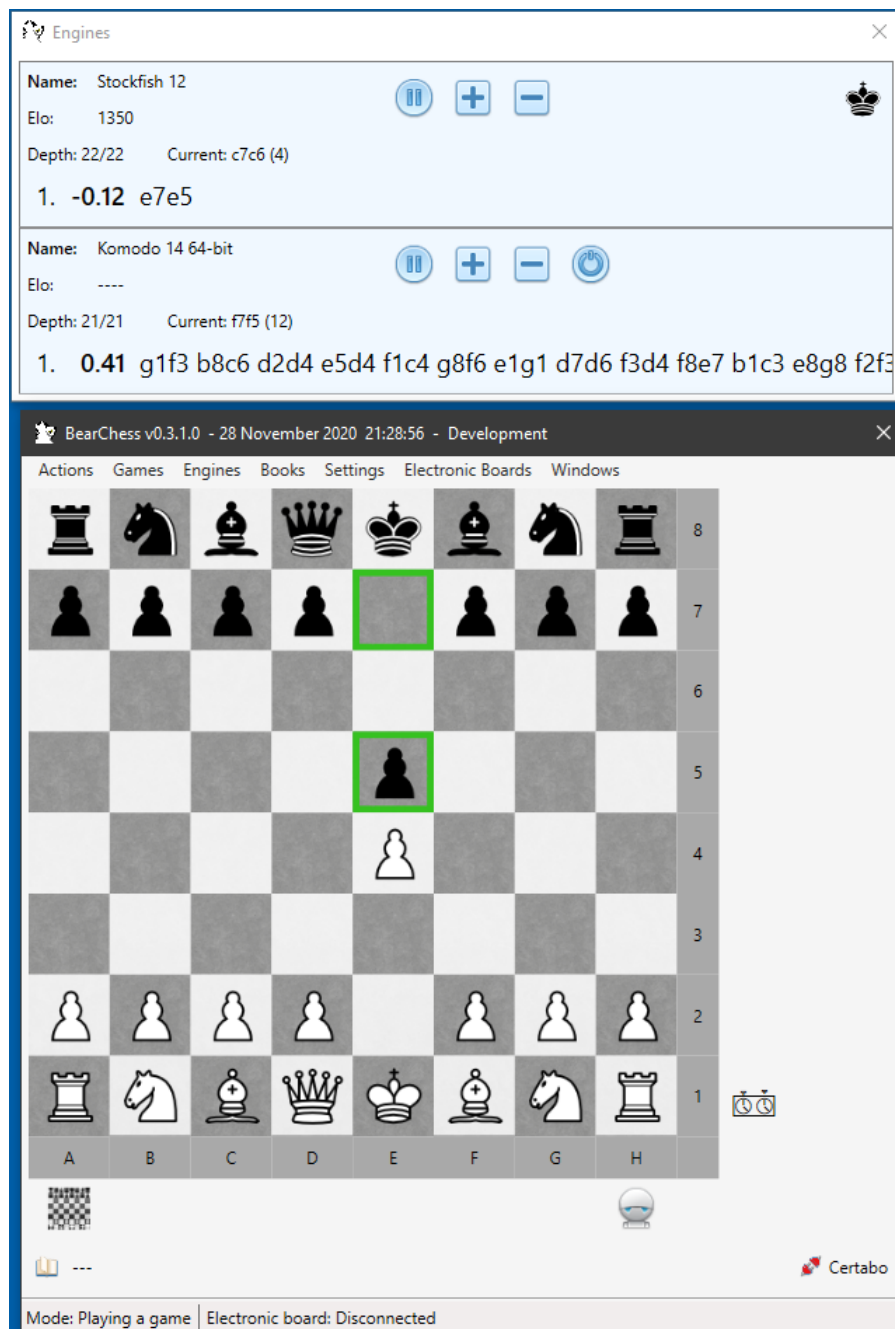 Engines
Name: Stockfish 12
Elo: 1350
Depth: 22/22 Current: c7c6 (4)
1. -0.12 e7e5
Name: Komodo 14 64-bit
Elo: ----
Depth: 21/21 Current: f7f5 (12)
1. 0.41 g1f3 b8c6 d2d4 e5d4 f1c4 g8f6 e1g1 d7d6 f3d4 f8e7 b1c3 e8g8 f2f3
BearChess v0.3.1.0 - 28 November 2020 21:28:56 - Development
Actions Games Engines Books Settings Electronic Boards Windows
8
7
6
5
4
3
2
1
A B C D E F G H
--- Certabo
Mode: Playing a game Electronic board: Disconnected